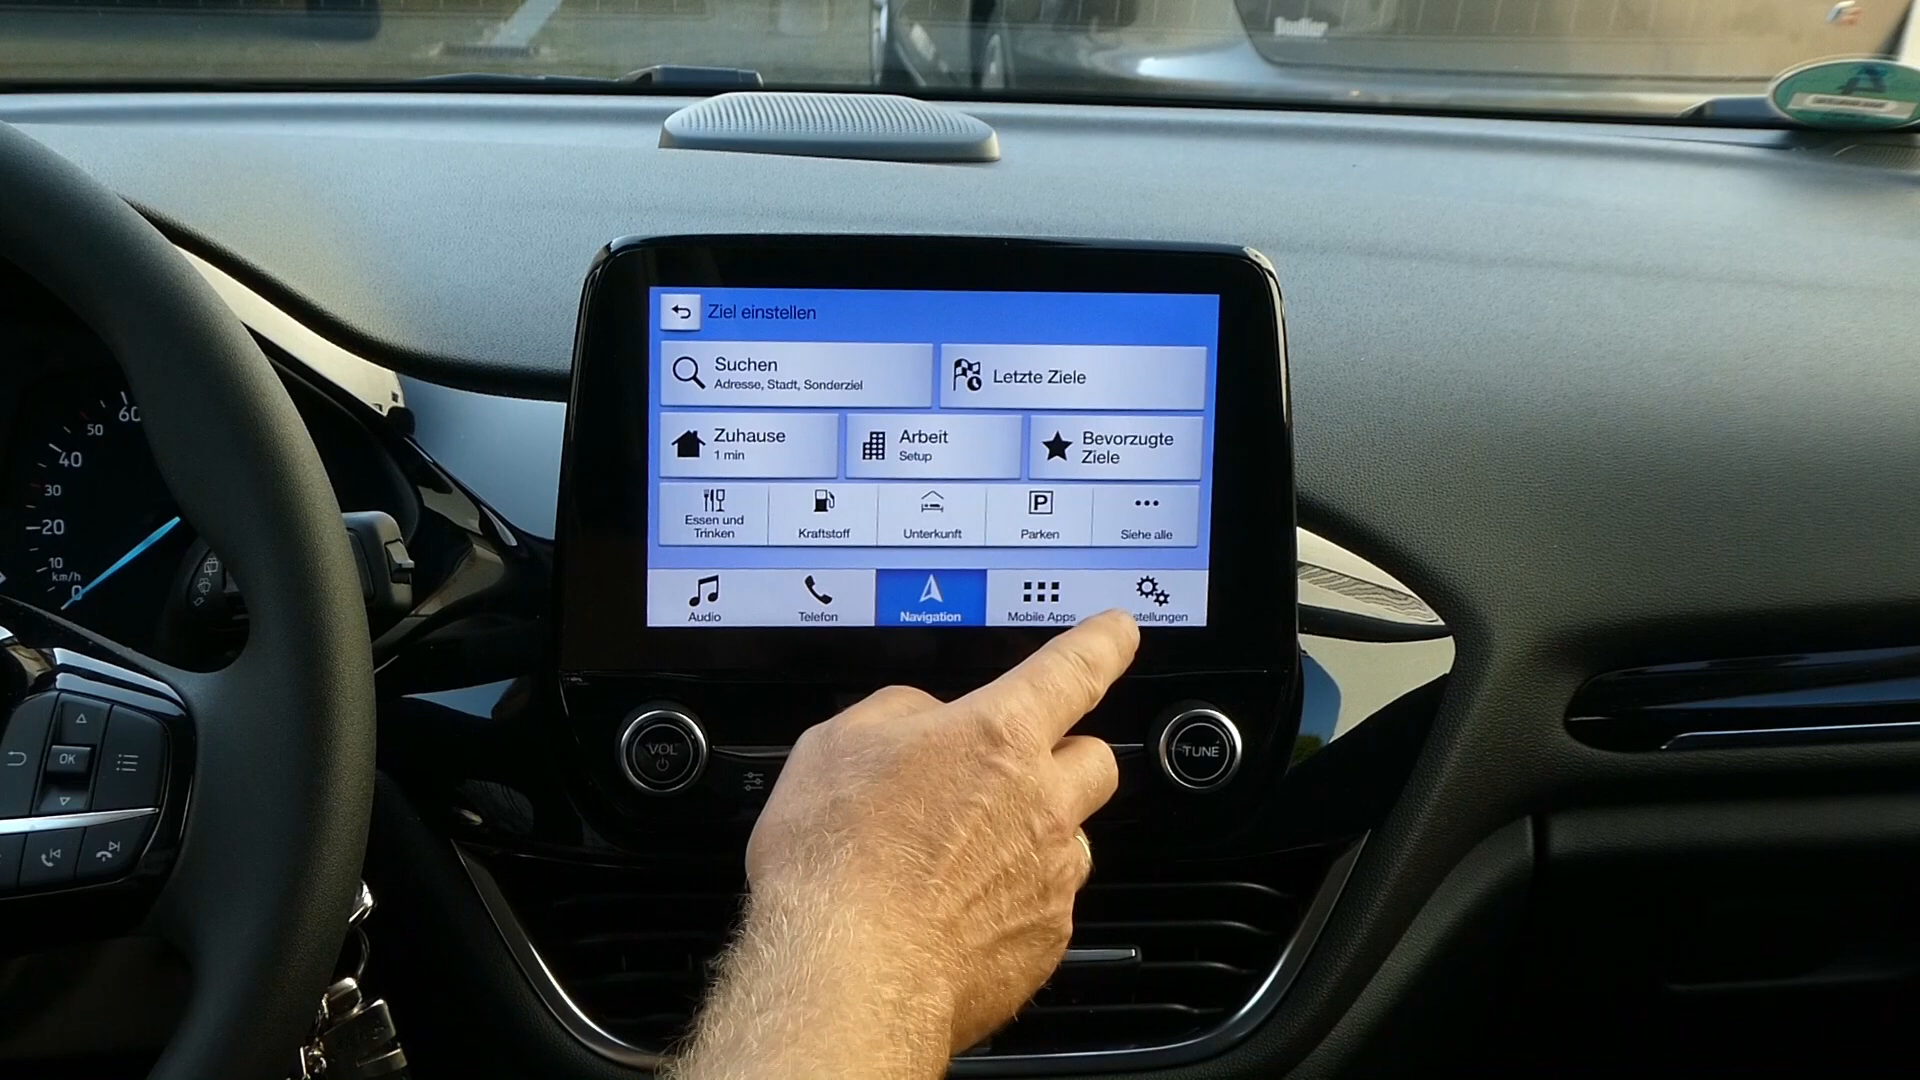 Ziel einstellen
Suchen
Adresse, Stadt, Sonderziel
Letzte Ziele
Zuhause
1 min
Arbeit
Setup
Bevorzugte
Ziele
Essen und
Trinken
Kraftstoff
Unterkunft
P
Parken
Siehe alle
Audio
Telefon
Navigation
Mobile Apps
stellungen
60
50
40
30
20
10
km/h
0
VOL
TUNE
OK